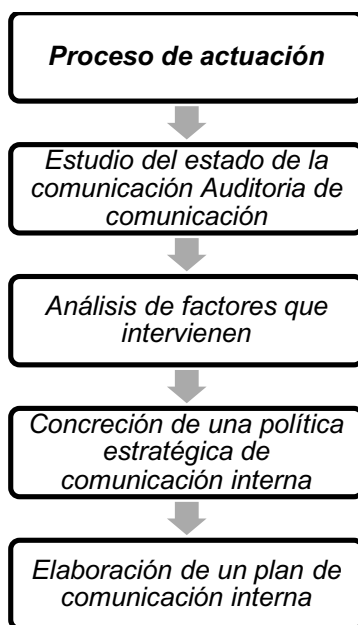 Proceso de actuación
Estudio del estado de la
comunicación Auditoria de
comunicación
Análisis de factores que
intervienen
Concreción de una política
estratégica de
comunicación interna
Elaboración de un plan de
comunicación interna